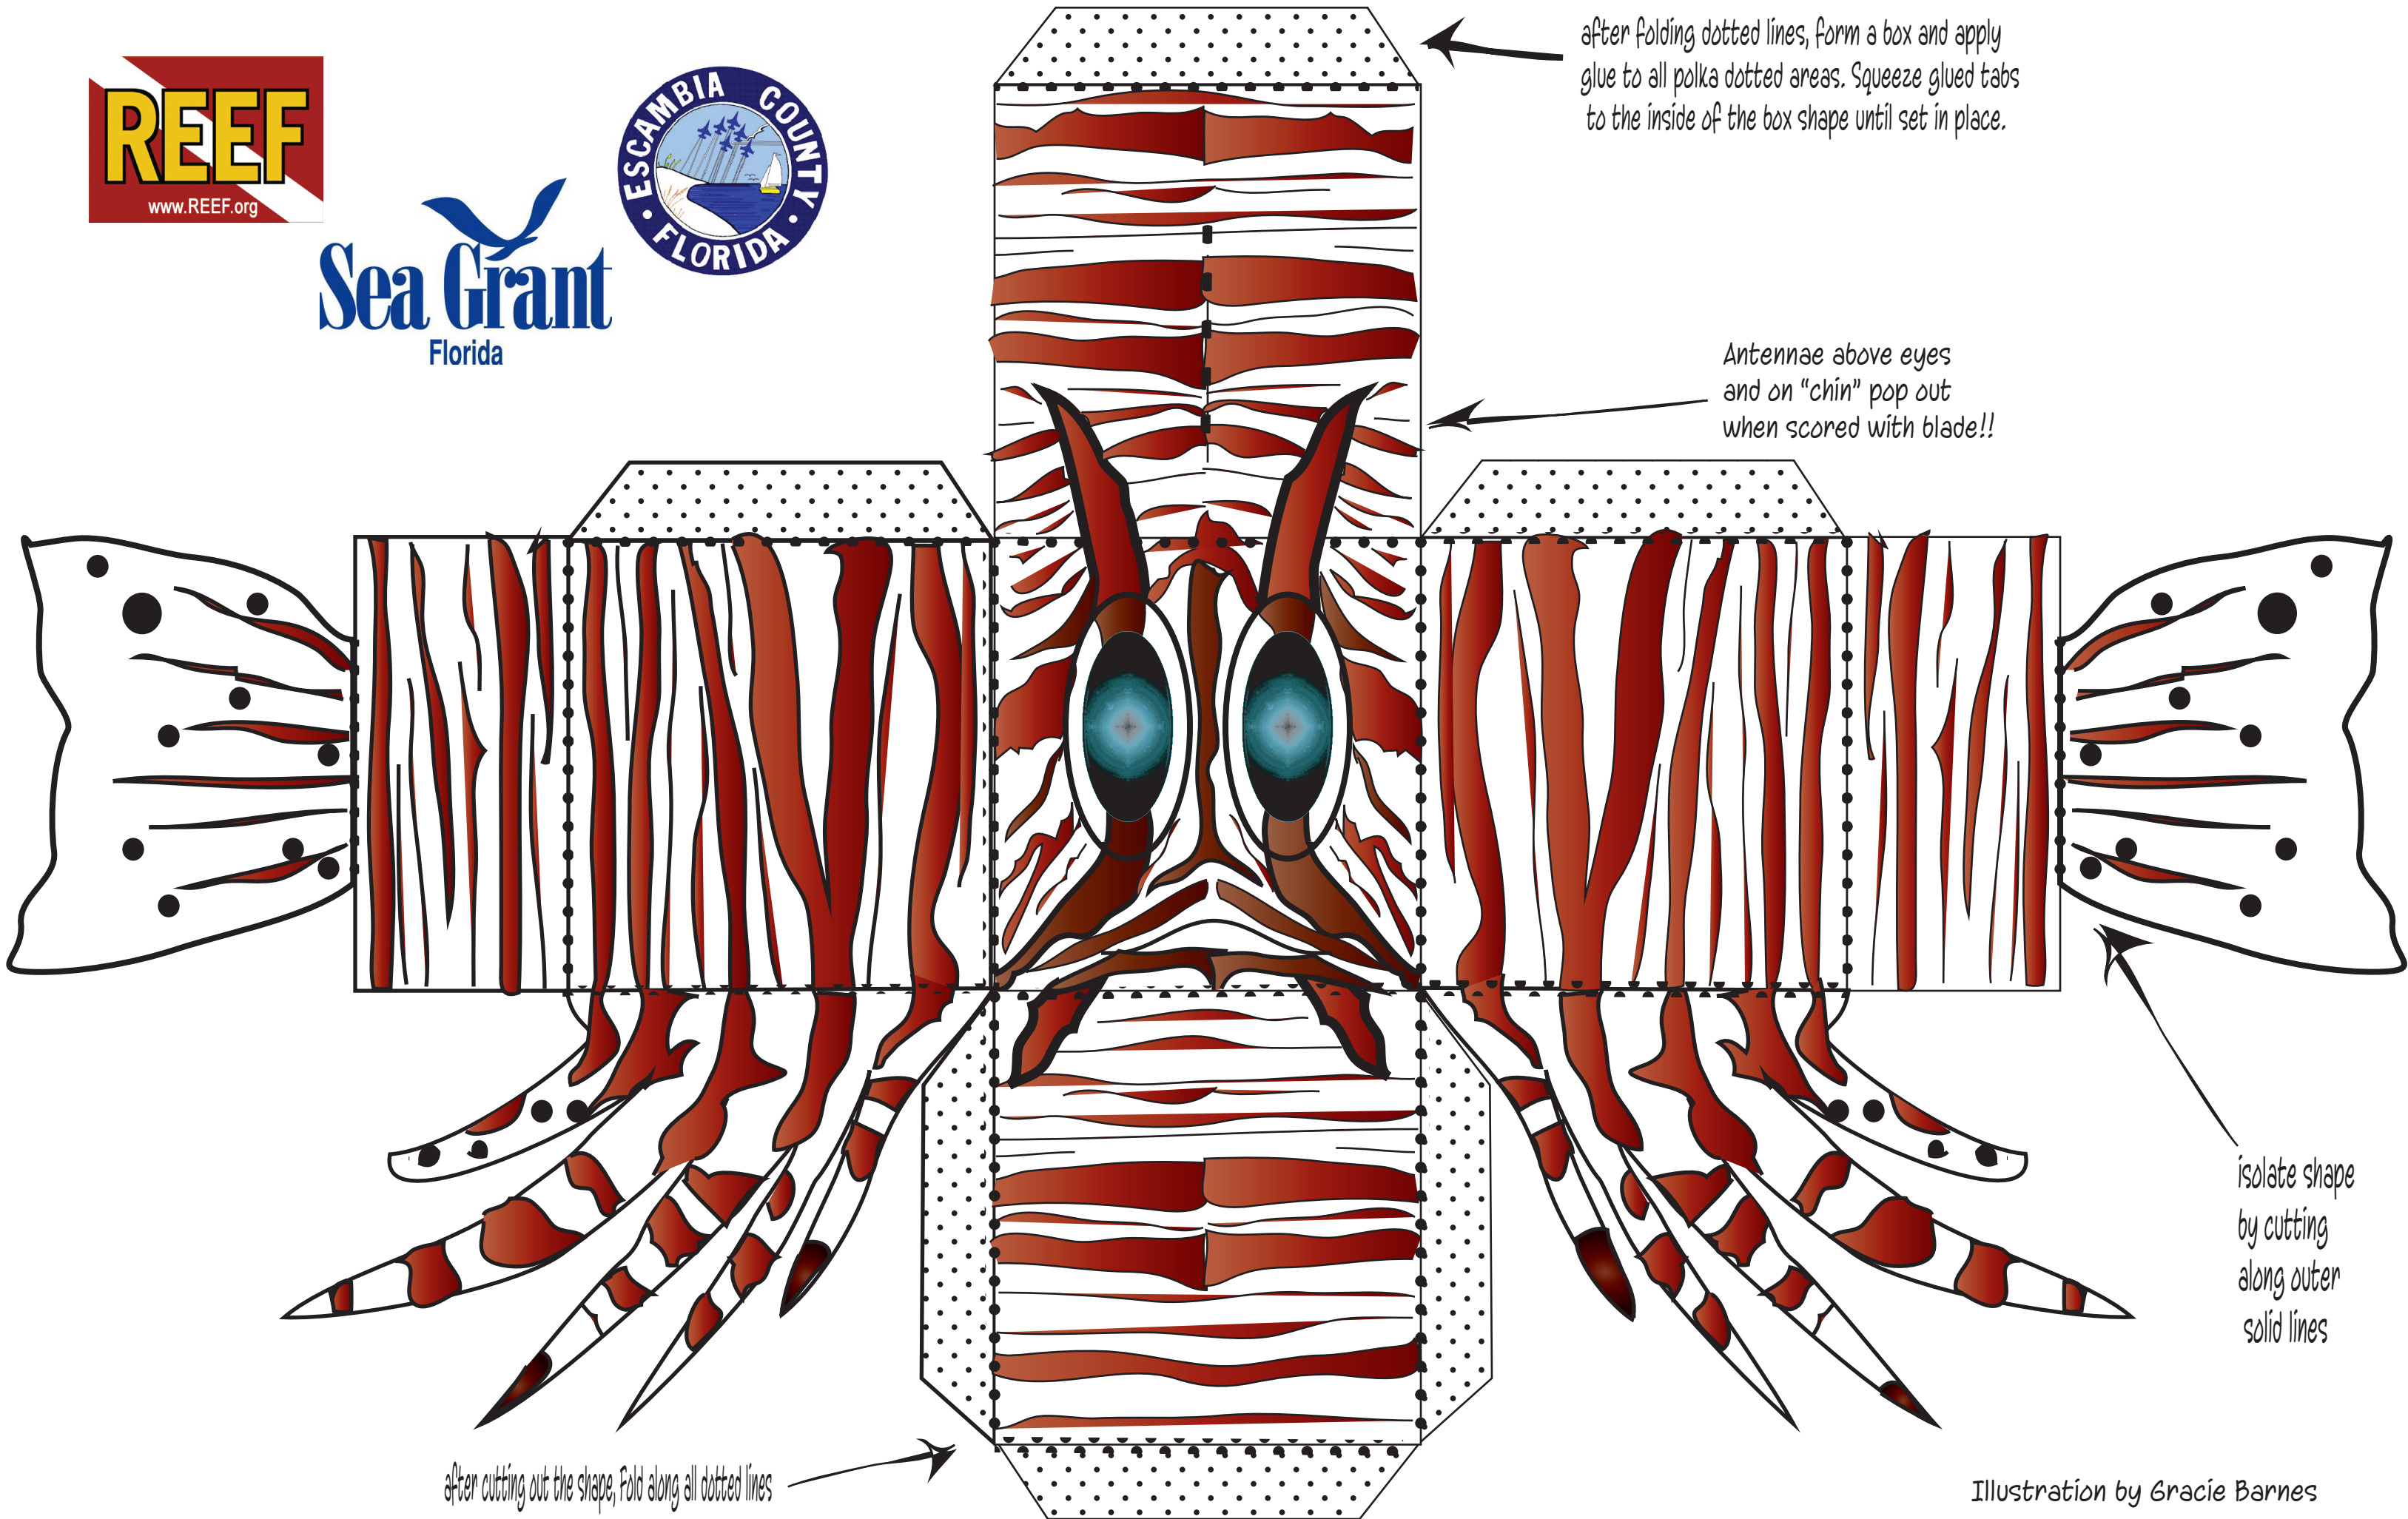 REEF
www.REEF.org
Sea Grant
Florida
ESCAMBIA COUNTY
FLORIDA
after folding dotted lines, form a box and apply
glue to all polka dotted areas. Squeeze glued tabs
to the inside of the box shape until set in place.
Antennae above eyes
and on "chin" pop out
when scored with blade!!
isolate shape
by cutting
along outer
solid lines
after cutting out the shape, Fold along all dotted lines
Illustration by Gracie Barnes